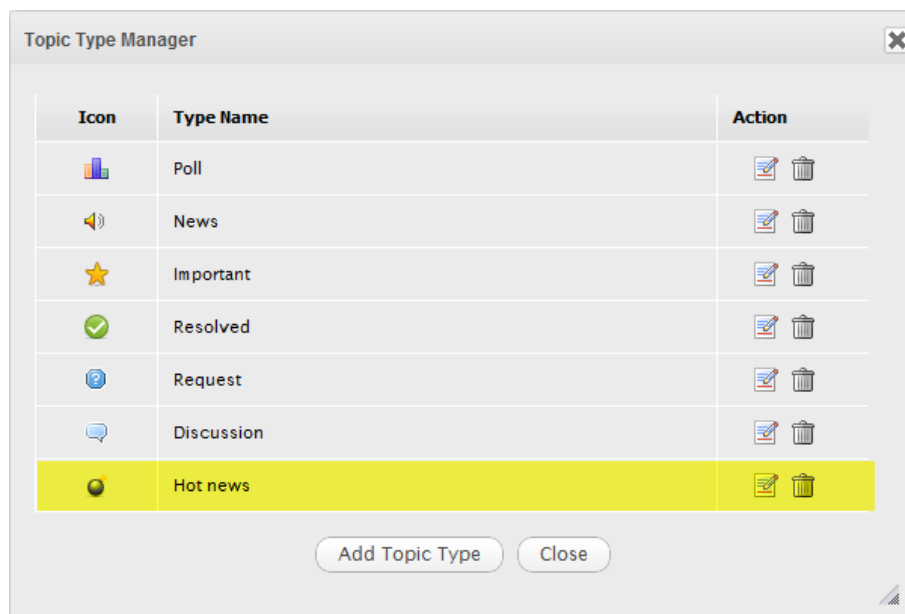 Topic Type Manager
Icon Type Name Action
Poll
News
Important
Resolved
Request
Discussion
Hot news
Add Topic Type Close